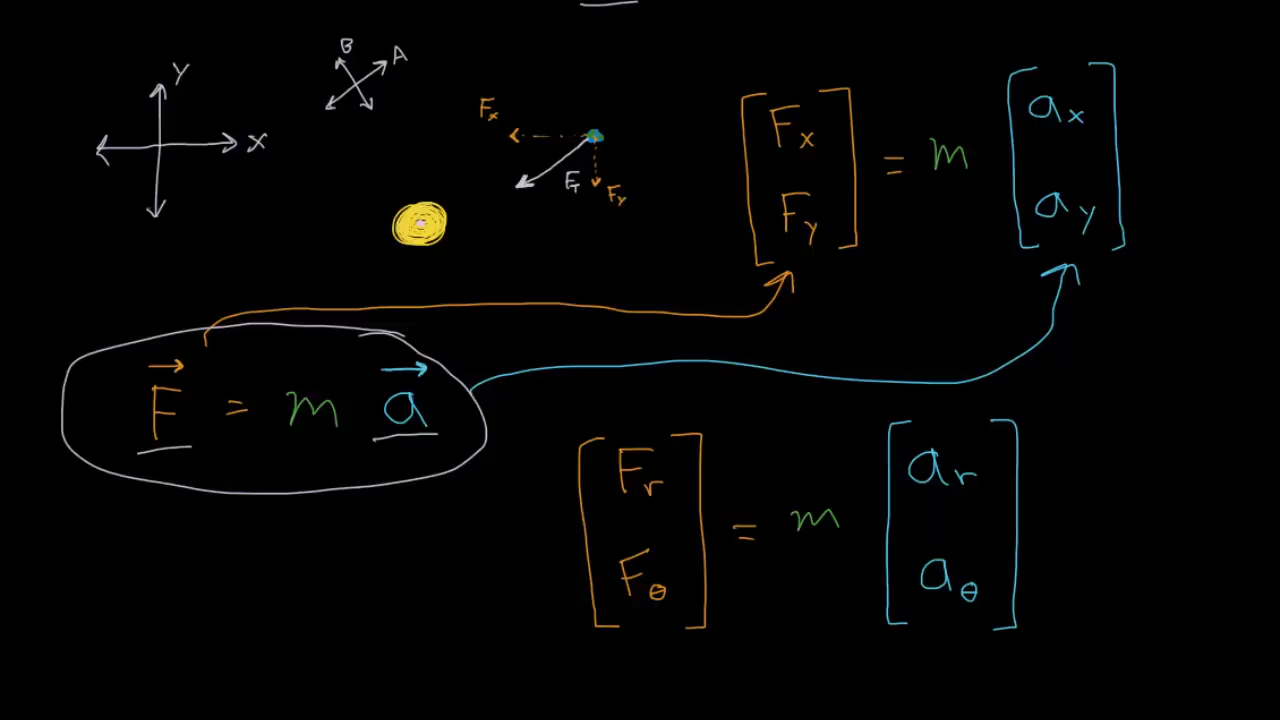 Y
X
B
A
Fx
Fy
[Fx Fy] = m [ax ay]
F⃗ = m a⃗
[Fr Fθ] = m [ar aθ]